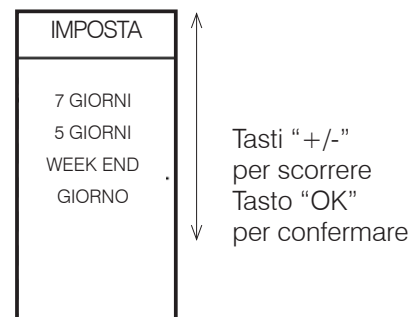 IMPOSTA
7 GIORNI
5 GIORNI
WEEK END
GIORNO
Tasti “+/-”
per scorrere
Tasto “OK”
per confermare